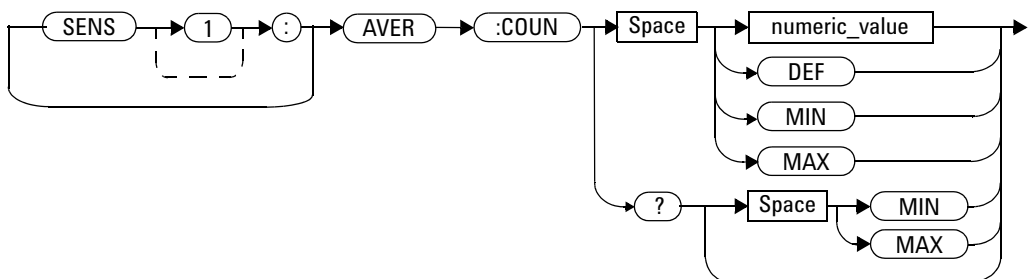 SENS 1 : AVER :COUN Space numeric_value
DEF
MIN
MAX
? Space MIN
MAX